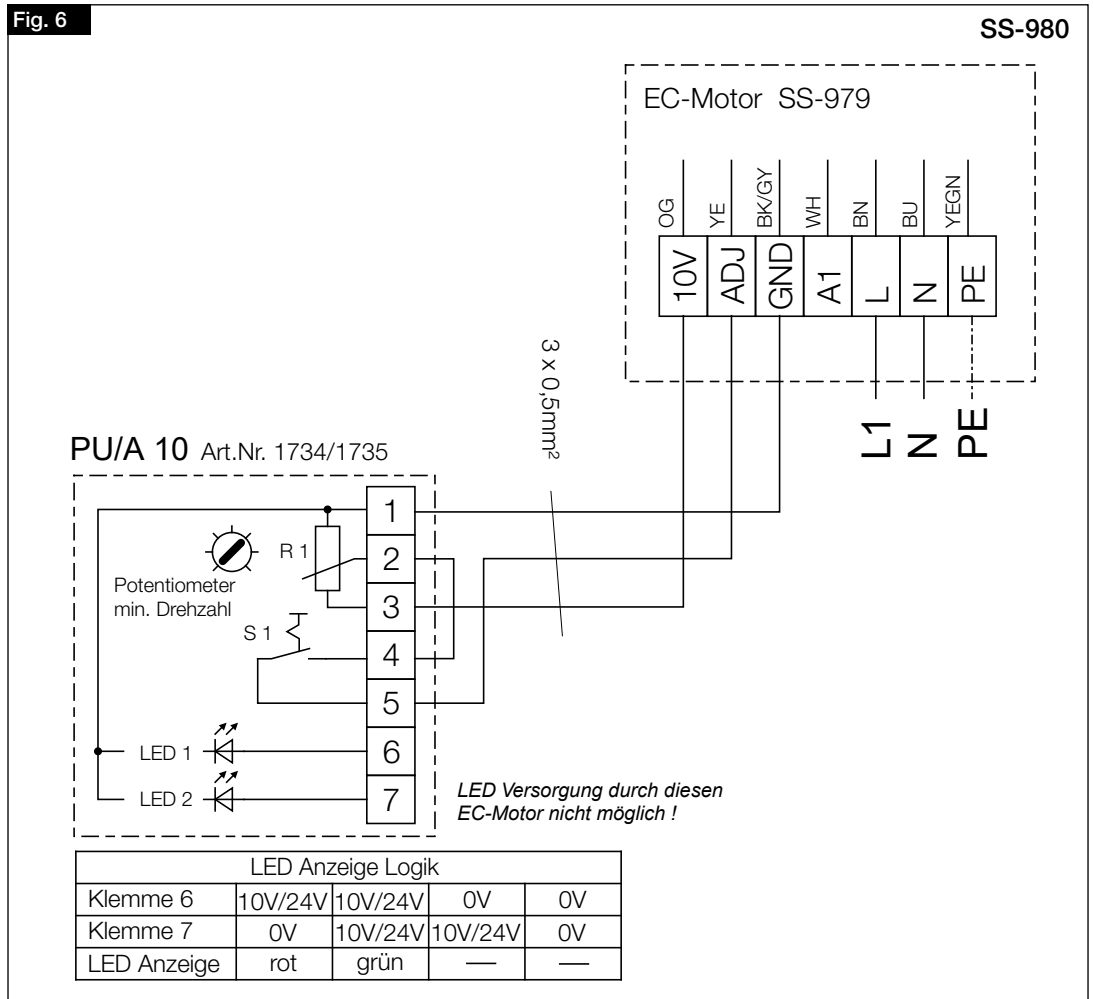 Fig. 6
SS-980
EC-Motor SS-979
OG
YE
BK/GY
WH
BN
BU
YEGN
10V
ADJ
GND
A1
L
N
PE
3 x 0,5mm²
L1
N
PE
PU/A 10 Art.Nr. 1734/1735
1
R 1
2
Potentiometer
min. Drehzahl
3
S 1
4
5
LED 1
6
LED 2
7
LED Versorgung durch diesen
EC-Motor nicht möglich !
LED Anzeige Logik
Klemme 6 10V/24V 10V/24V 0V 0V
Klemme 7 0V 10V/24V 10V/24V 0V
LED Anzeige rot grün — —